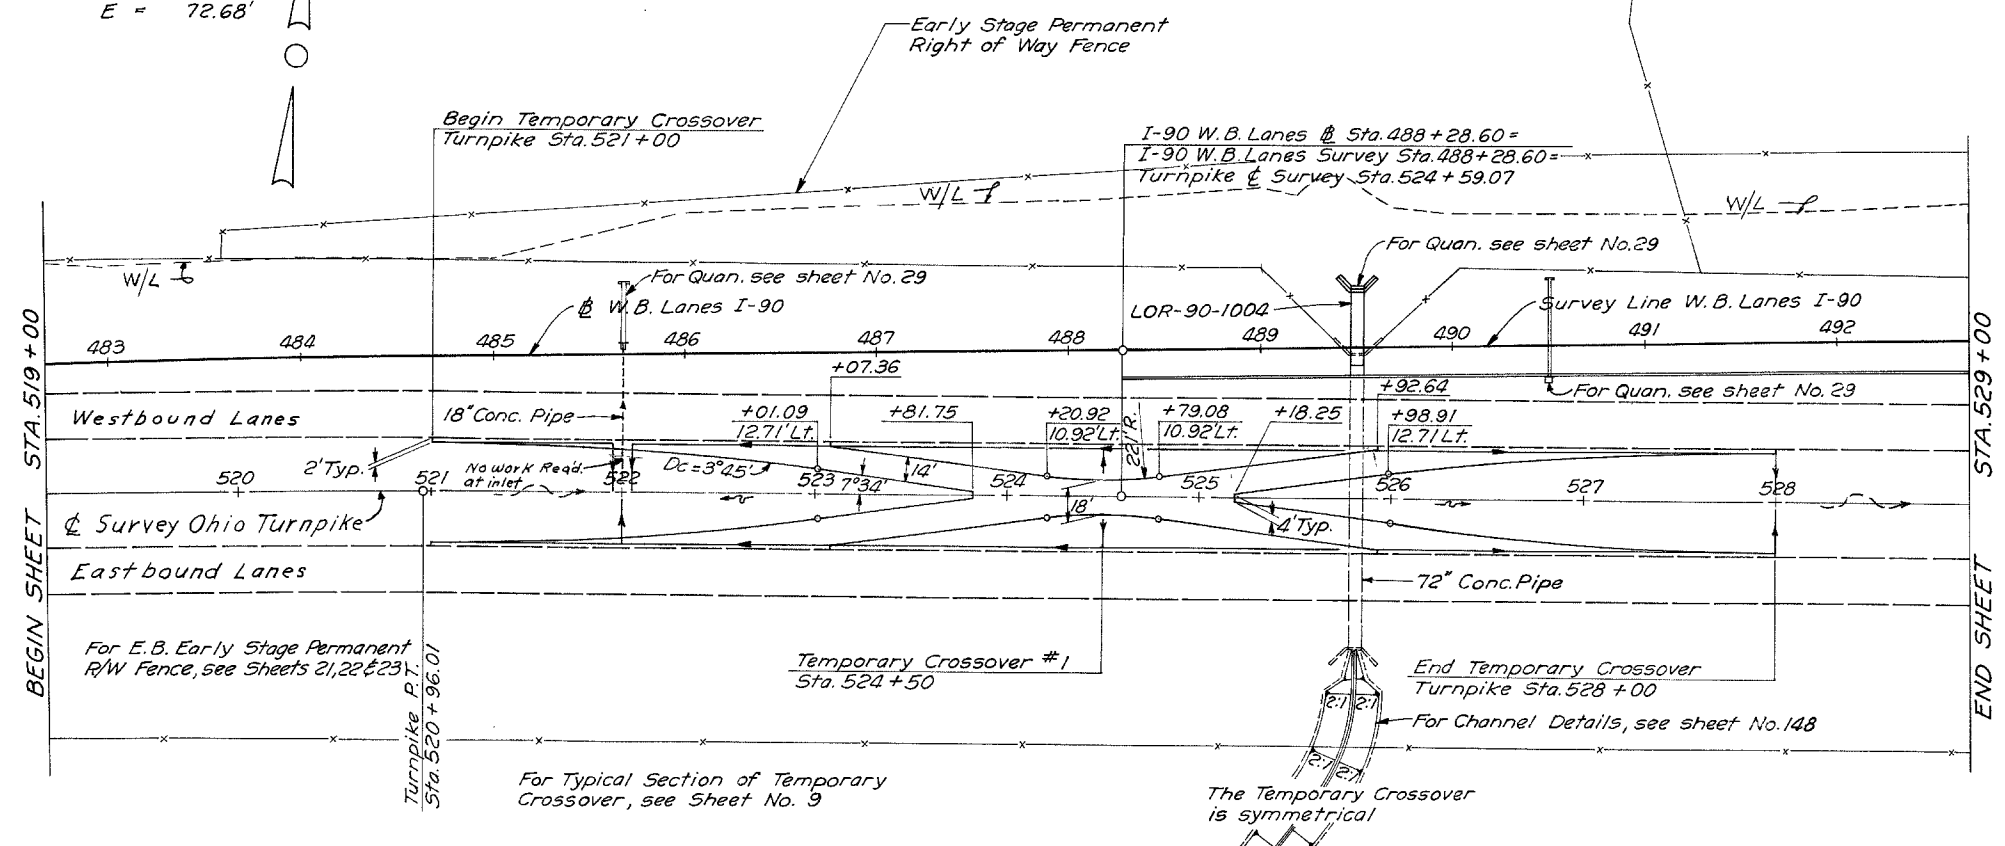 E = 72.68'
Early Stage Permanent
Right of Way Fence
Begin Temporary Crossover
Turnpike Sta. 521+00
I-90 W.B. Lanes ⅊ Sta. 488+28.60 =
I-90 W.B. Lanes Survey Sta. 488+28.60 =
Turnpike ℄ Survey Sta. 524+59.07
W/L
W/L
W/L
For Quan. see sheet No. 29
For Quan. see sheet No. 29
W.B. Lanes I-90
LOR-90-1004
Survey Line W.B. Lanes I-90
483 484 485 486 487 488 489 490 491 492
BEGIN SHEET STA. 519+00
END SHEET STA. 529+00
+07.36
+92.64
For Quan. see sheet No. 29
Westbound Lanes
18" Conc. Pipe
+01.09
12.71' Lt.
+81.75
+20.92
10.92' Lt.
+79.08
10.92' Lt.
+18.25
+98.91
12.71 Lt.
221' R.
2' Typ.
No work Req'd.
at inlet
Dc = 3°45'
14'
7°34'
520 521 522 523 524 525 526 527 528
18'
4' Typ.
℄ Survey Ohio Turnpike
Eastbound Lanes
72" Conc. Pipe
For E.B. Early Stage Permanent
R/W Fence, see Sheets 21,22 & 23
Turnpike P.T.
Sta. 520+96.01
Temporary Crossover #1
Sta. 524+50
End Temporary Crossover
Turnpike Sta. 528+00
2:1 2:1
For Channel Details, see sheet No. 148
2:1 2:1
For Typical Section of Temporary
Crossover, see Sheet No. 9
The Temporary Crossover
is symmetrical